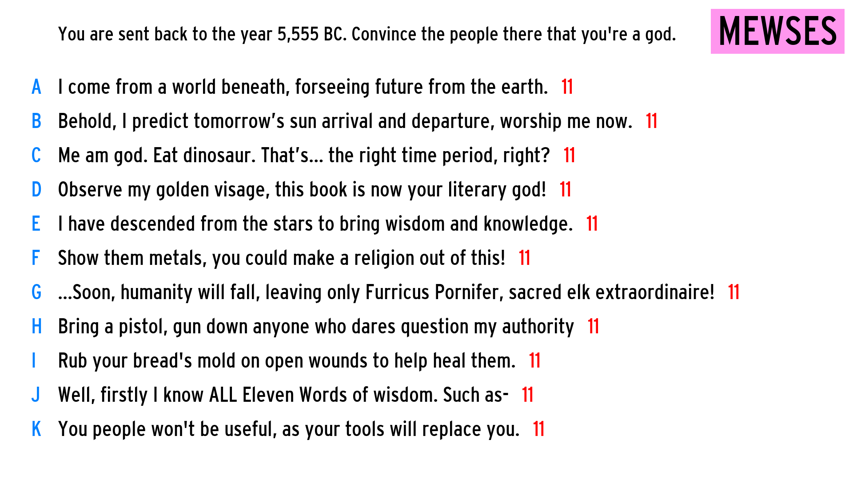 You are sent back to the year 5,555 BC. Convince the people there that you're a god.
MEWSES
A I come from a world beneath, forseeing future from the earth. 11
B Behold, I predict tomorrow’s sun arrival and departure, worship me now. 11
C Me am god. Eat dinosaur. That’s... the right time period, right? 11
D Observe my golden visage, this book is now your literary god! 11
E I have descended from the stars to bring wisdom and knowledge. 11
F Show them metals, you could make a religion out of this! 11
G ...Soon, humanity will fall, leaving only Furricus Pornifer, sacred elk extraordinaire! 11
H Bring a pistol, gun down anyone who dares question my authority 11
I Rub your bread's mold on open wounds to help heal them. 11
J Well, firstly I know ALL Eleven Words of wisdom. Such as- 11
K You people won't be useful, as your tools will replace you. 11